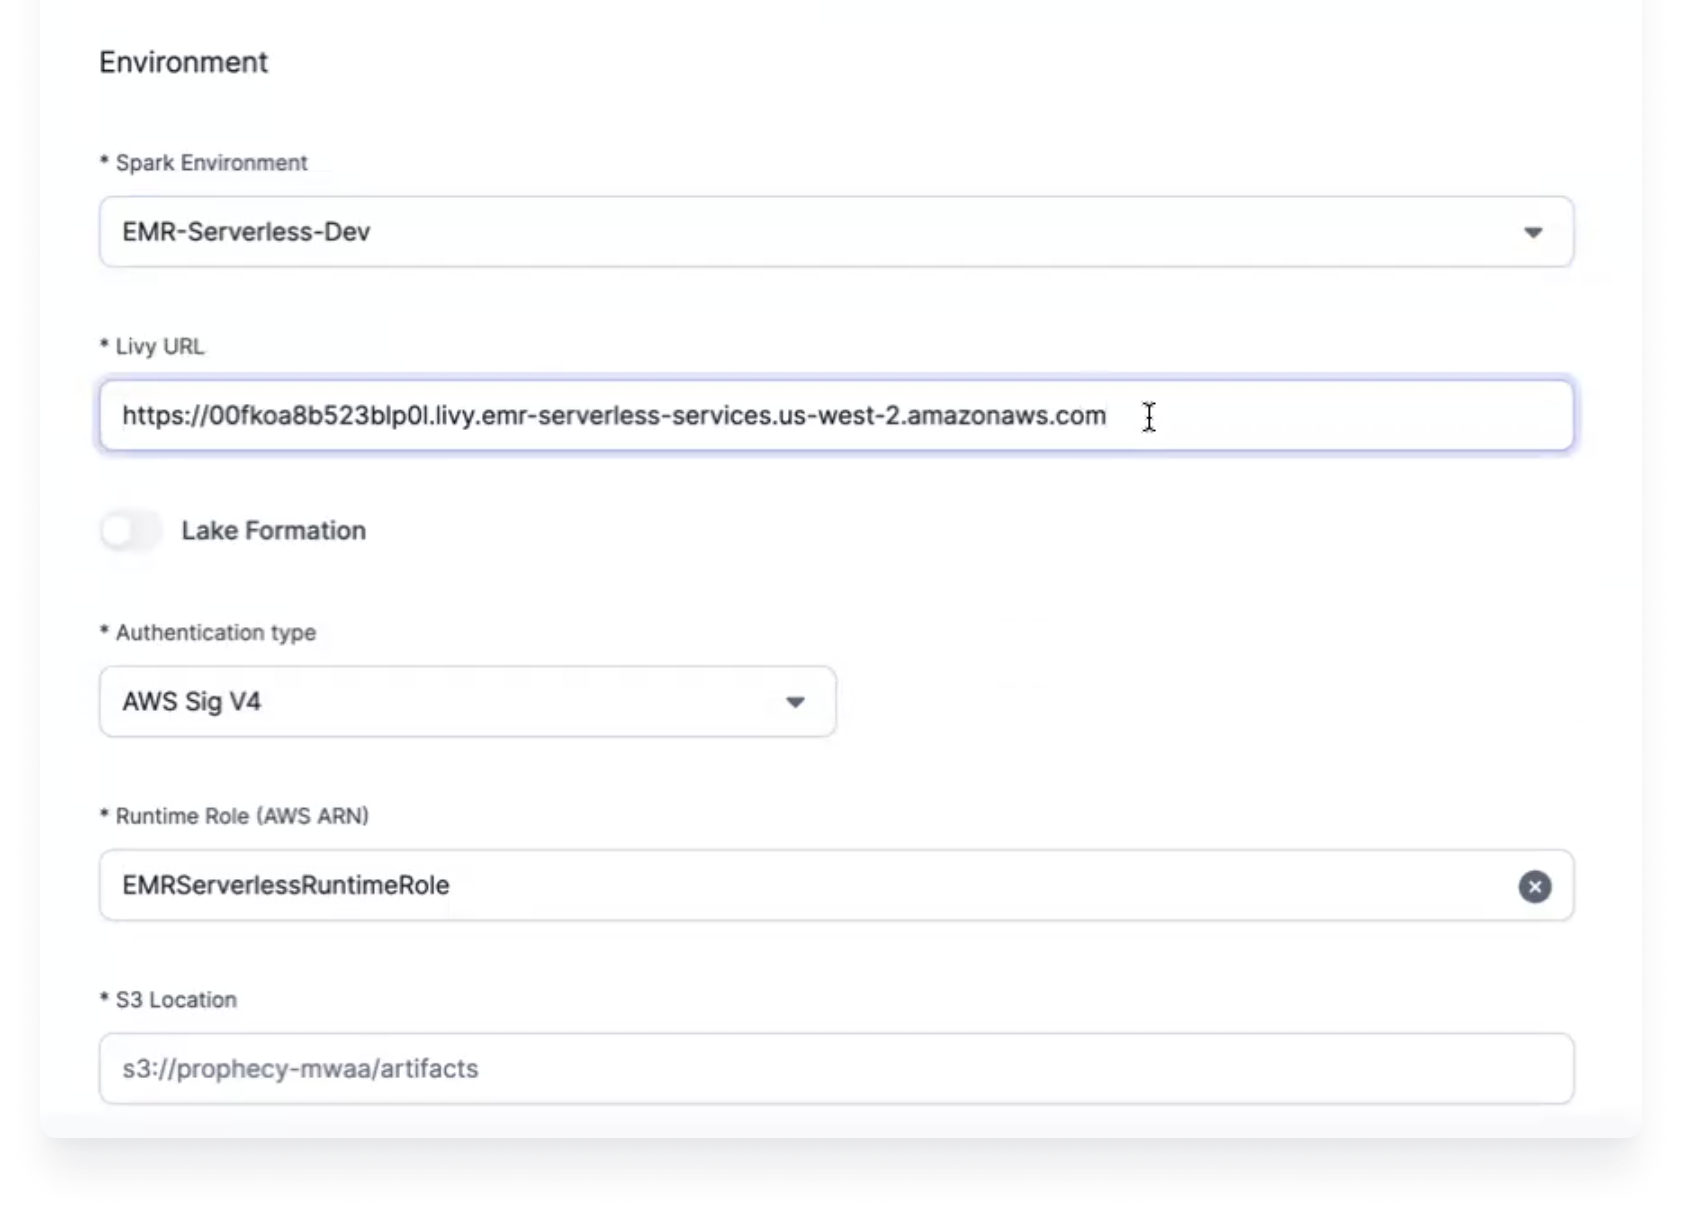 Environment
* Spark Environment
EMR-Serverless-Dev
* Livy URL
https://00fkoa8b523blp0l.livy.emr-serverless-services.us-west-2.amazonaws.com
Lake Formation
* Authentication type
AWS Sig V4
* Runtime Role (AWS ARN)
EMRServerlessRuntimeRole
* S3 Location
s3://prophecy-mwaa/artifacts